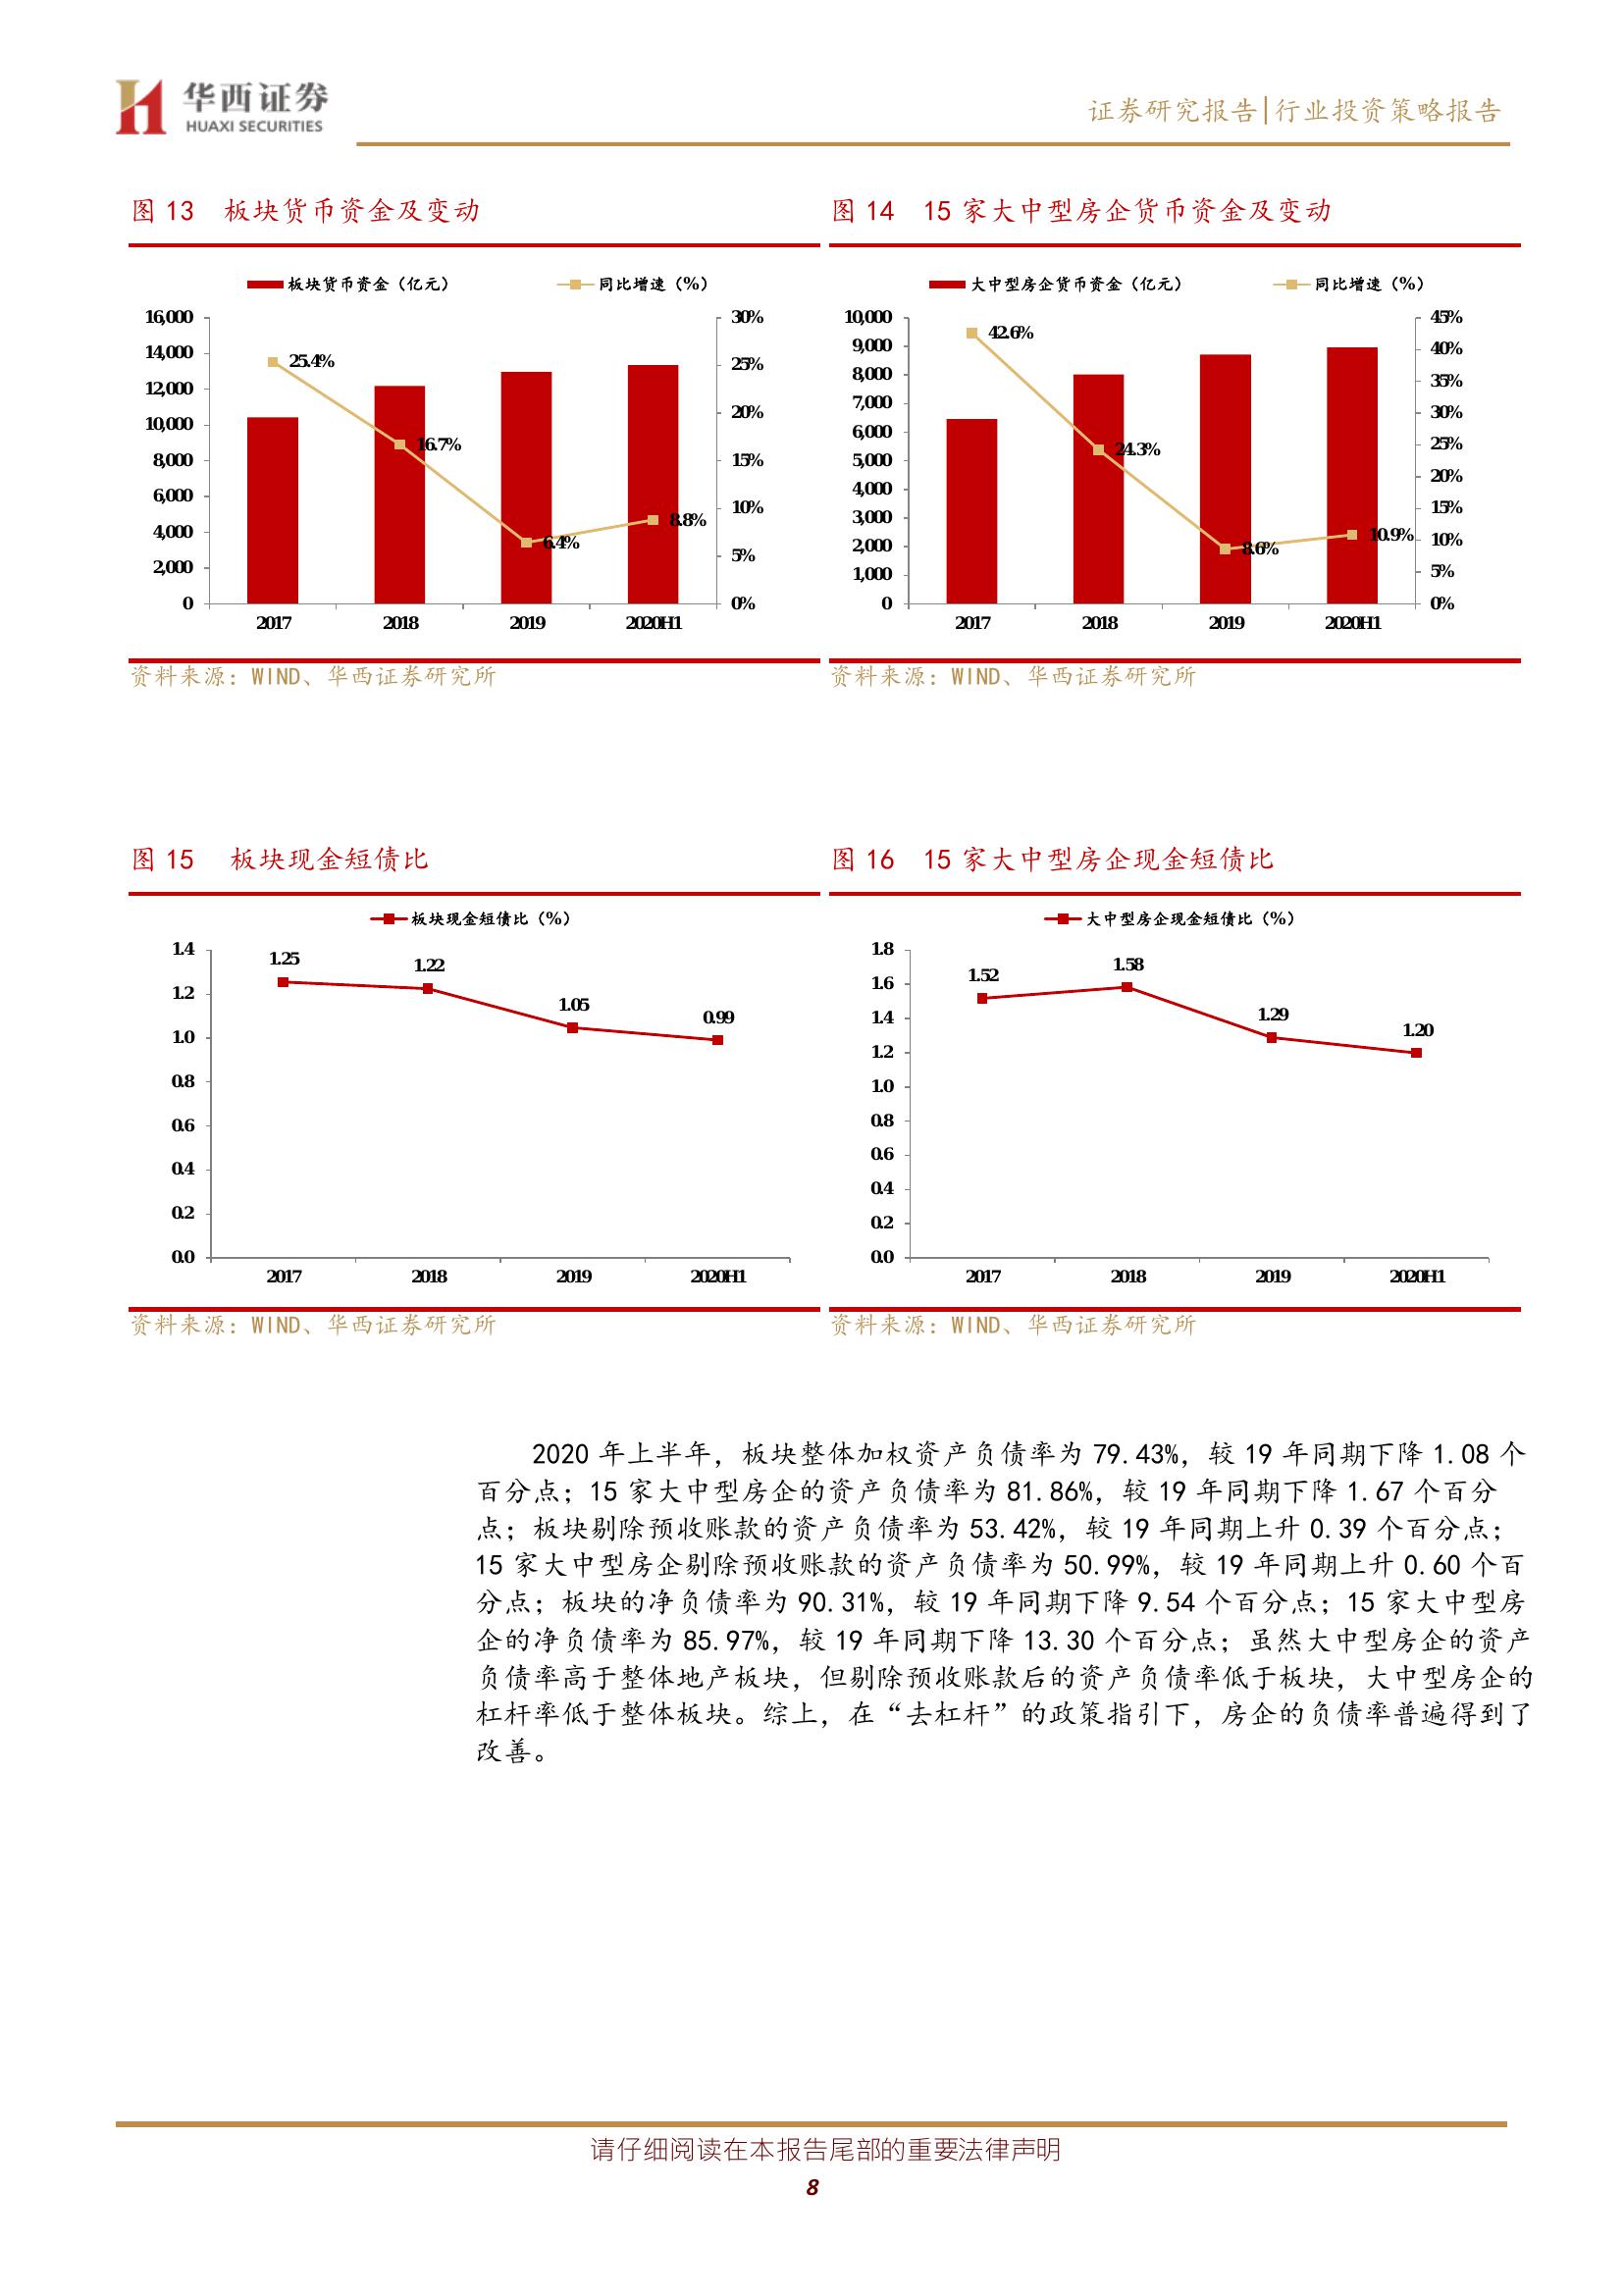 华西证券
HUAXI SECURITIES
证券研究报告|行业投资策略报告
图 13 板块货币资金及变动
板块货币资金（亿元）
同比增速（%）
16,000
14,000
12,000
10,000
8,000
6,000
4,000
2,000
0
30%
25%
20%
15%
10%
5%
0%
25.4%
16.7%
6.4%
8.8%
2017
2018
2019
2020H1
资料来源：WIND、华西证券研究所
图 14 15 家大中型房企货币资金及变动
大中型房企货币资金（亿元）
同比增速（%）
10,000
9,000
8,000
7,000
6,000
5,000
4,000
3,000
2,000
1,000
0
45%
40%
35%
30%
25%
20%
15%
10%
5%
0%
42.6%
24.3%
8.6%
10.9%
2017
2018
2019
2020H1
资料来源：WIND、华西证券研究所
图 15 板块现金短债比
板块现金短债比（%）
1.4
1.2
1.0
0.8
0.6
0.4
0.2
0.0
1.25
1.22
1.05
0.99
2017
2018
2019
2020H1
资料来源：WIND、华西证券研究所
图 16 15 家大中型房企现金短债比
大中型房企现金短债比（%）
1.8
1.6
1.4
1.2
1.0
0.8
0.6
0.4
0.2
0.0
1.52
1.58
1.29
1.20
2017
2018
2019
2020H1
资料来源：WIND、华西证券研究所
2020 年上半年，板块整体加权资产负债率为 79.43%，较 19 年同期下降 1.08 个
百分点；15 家大中型房企的资产负债率为 81.86%，较 19 年同期下降 1.67 个百分
点；板块剔除预收账款的资产负债率为 53.42%，较 19 年同期上升 0.39 个百分点；
15 家大中型房企剔除预收账款的资产负债率为 50.99%，较 19 年同期上升 0.60 个百
分点；板块的净负债率为 90.31%，较 19 年同期下降 9.54 个百分点；15 家大中型房
企的净负债率为 85.97%，较 19 年同期下降 13.30 个百分点；虽然大中型房企的资产
负债率高于整体地产板块，但剔除预收账款后的资产负债率低于板块，大中型房企的
杠杆率低于整体板块。综上，在“去杠杆”的政策指引下，房企的负债率普遍得到了
改善。
请仔细阅读在本报告尾部的重要法律声明
8